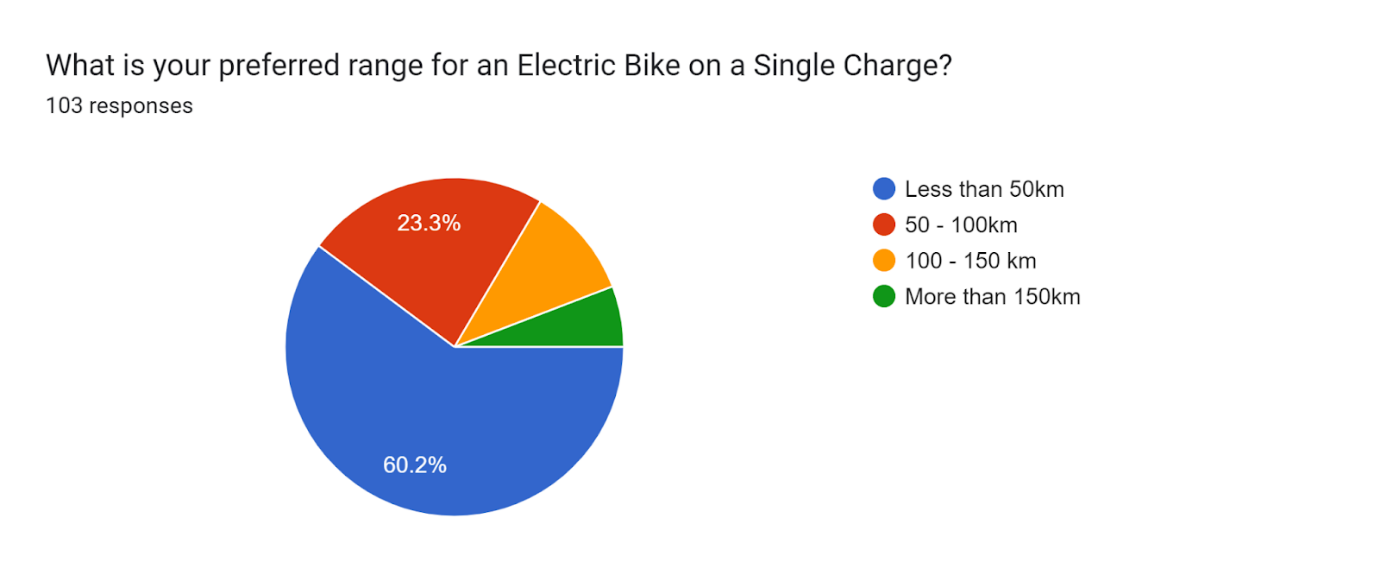 What is your preferred range for an Electric Bike on a Single Charge?
103 responses
23.3%
60.2%
Less than 50km
50 - 100km
100 - 150 km
More than 150km